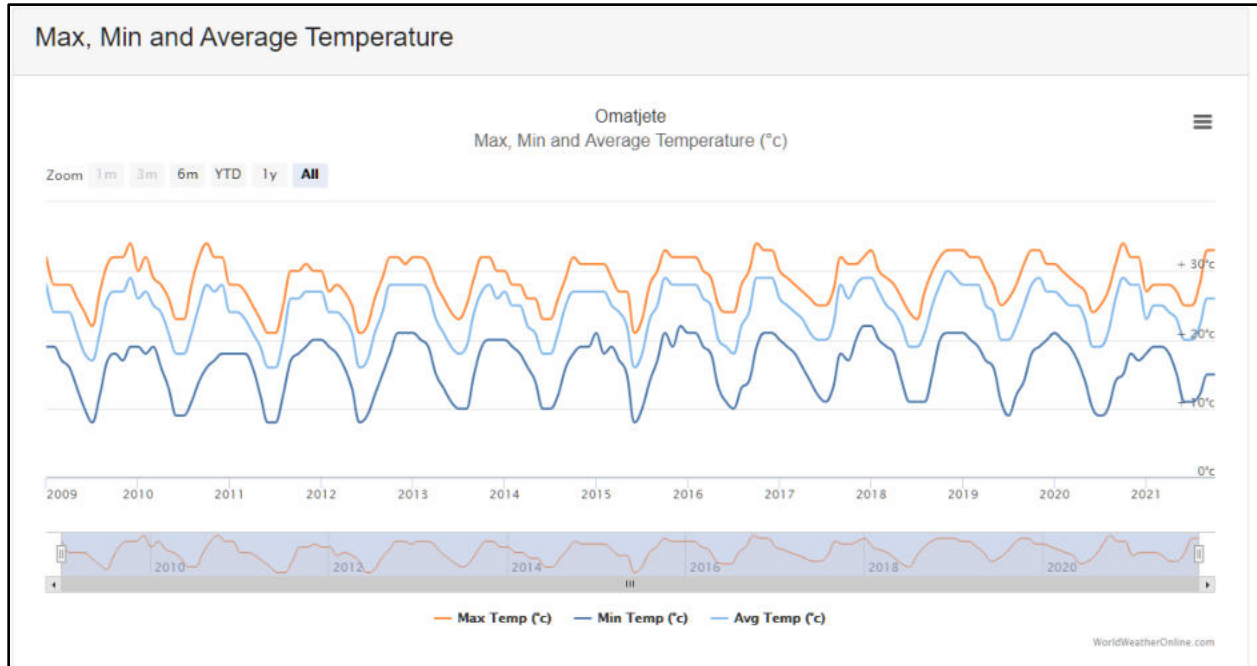 Max, Min and Average Temperature
Omatjete
Max, Min and Average Temperature (°c)
Zoom 1m 3m 6m YTD 1y All
+ 30°c
+ 20°c
+ 10°c
0°c
2009 2010 2011 2012 2013 2014 2015 2016 2017 2018 2019 2020 2021
2010 2012 2014 2016 2018 2020
Max Temp (°c) Min Temp (°c) Avg Temp (°c)
WorldWeatherOnline.com